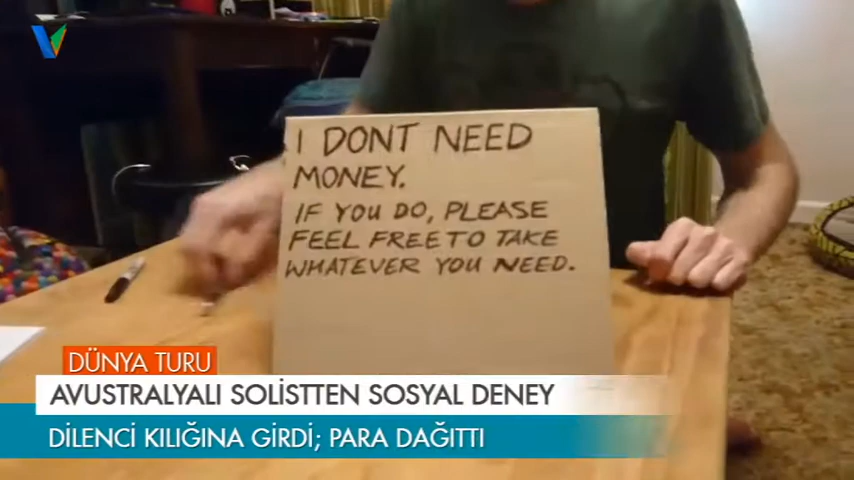 I DONT NEED
MONEY.
IF YOU DO, PLEASE
FEEL FREE TO TAKE
WHATEVER YOU NEED.
DÜNYA TURU
AVUSTRALYALI SOLİSTTEN SOSYAL DENEY
DİLENCİ KILIĞINA GİRDİ; PARA DAĞITTI